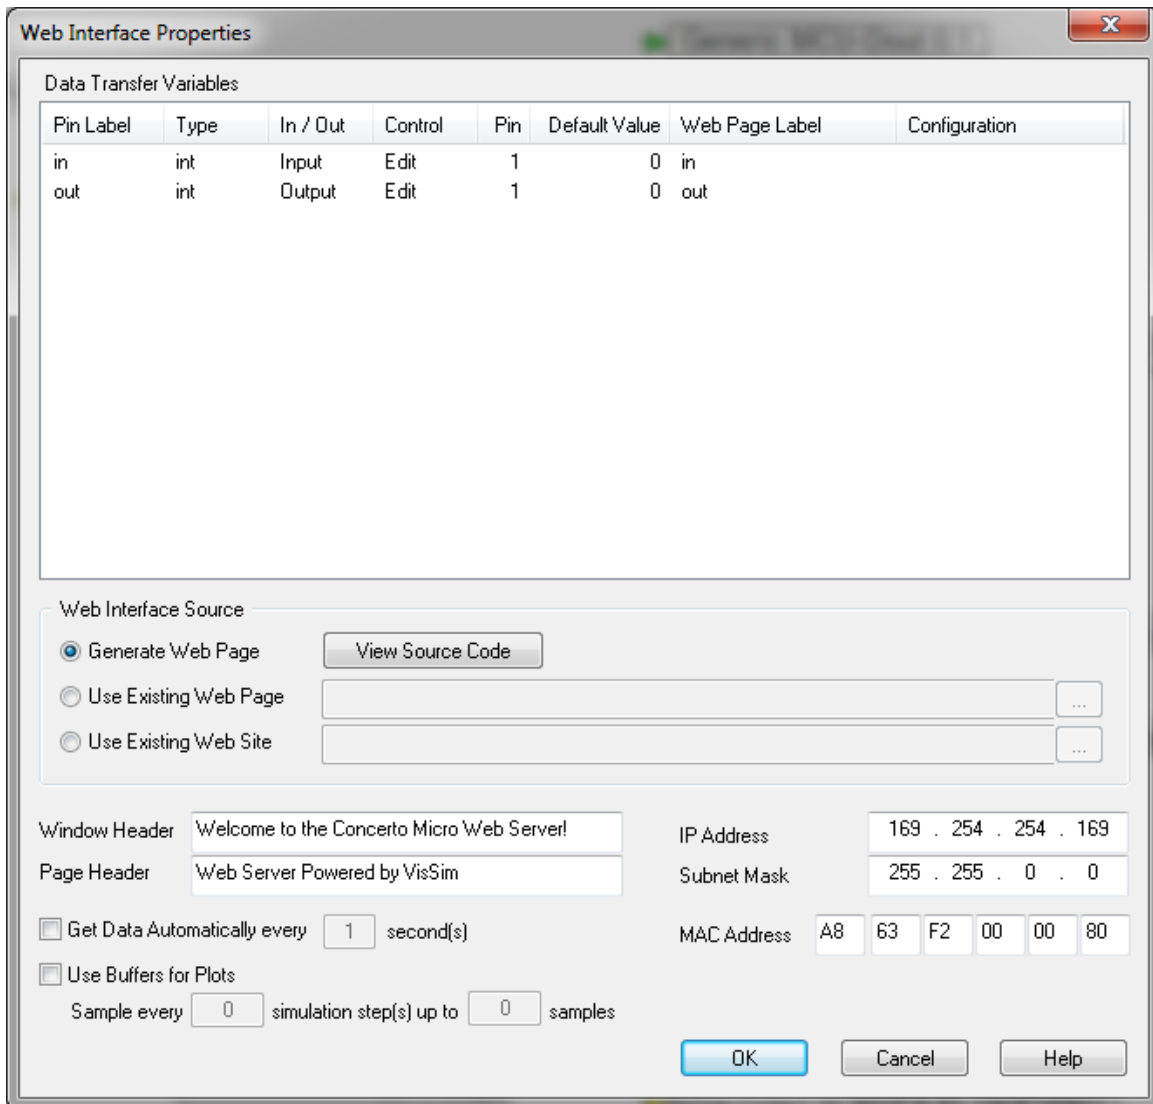 Web Interface Properties
Generic MCU-Dout
Data Transfer Variables
Pin Label Type In / Out Control Pin Default Value Web Page Label Configuration
in int Input Edit 1 0 in
out int Output Edit 1 0 out
Web Interface Source
Generate Web Page View Source Code
Use Existing Web Page ...
Use Existing Web Site ...
Window Header Welcome to the Concerto Micro Web Server! IP Address 169 . 254 . 254 . 169
Page Header Web Server Powered by VisSim Subnet Mask 255 . 255 . 0 . 0
Get Data Automatically every 1 second(s) MAC Address A8 63 F2 00 00 80
Use Buffers for Plots
Sample every 0 simulation step(s) up to 0 samples
OK Cancel Help